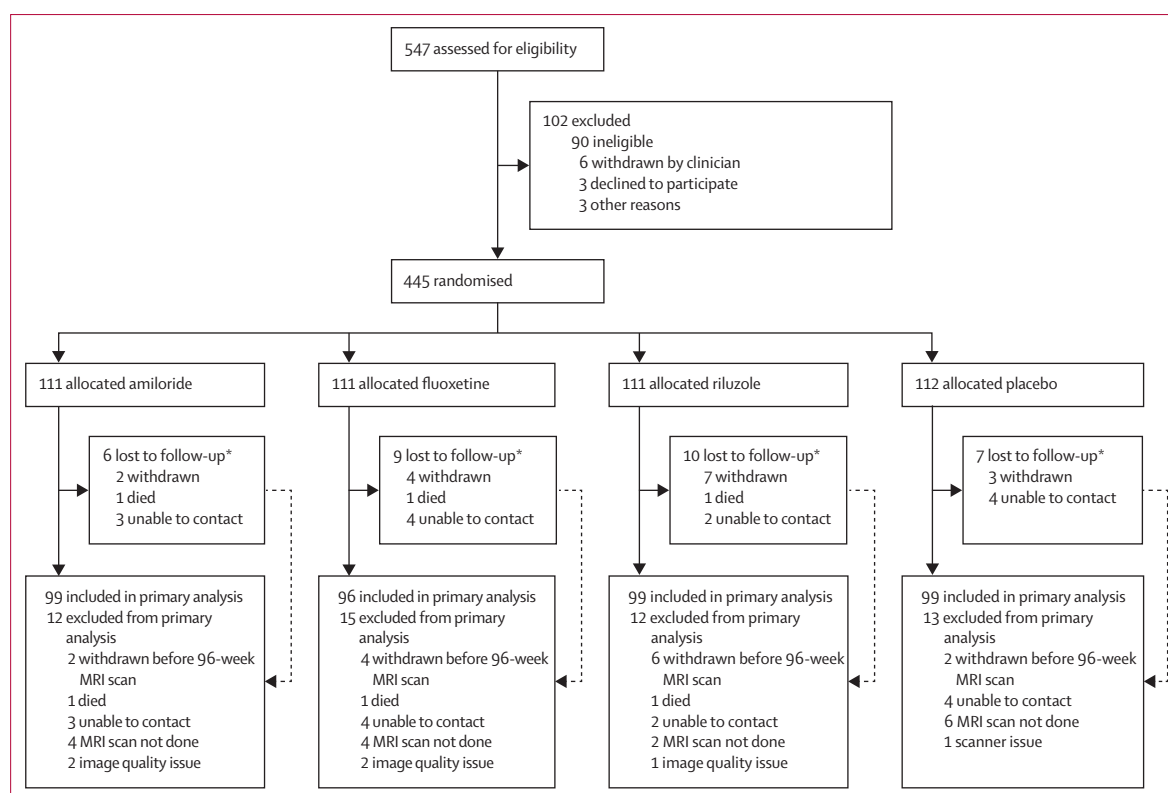 547 assessed for eligibility
102 excluded
90 ineligible
6 withdrawn by clinician
3 declined to participate
3 other reasons
445 randomised
111 allocated amiloride
111 allocated fluoxetine
111 allocated riluzole
112 allocated placebo
6 lost to follow-up*
2 withdrawn
1 died
3 unable to contact
9 lost to follow-up*
4 withdrawn
1 died
4 unable to contact
10 lost to follow-up*
7 withdrawn
1 died
2 unable to contact
7 lost to follow-up*
3 withdrawn
4 unable to contact
99 included in primary analysis
12 excluded from primary
analysis
2 withdrawn before 96-week
MRI scan
1 died
3 unable to contact
4 MRI scan not done
2 image quality issue
96 included in primary analysis
15 excluded from primary
analysis
4 withdrawn before 96-week
MRI scan
1 died
4 unable to contact
4 MRI scan not done
2 image quality issue
99 included in primary analysis
12 excluded from primary
analysis
6 withdrawn before 96-week
MRI scan
1 died
2 unable to contact
2 MRI scan not done
1 image quality issue
99 included in primary analysis
13 excluded from primary
analysis
2 withdrawn before 96-week
MRI scan
4 unable to contact
6 MRI scan not done
1 scanner issue